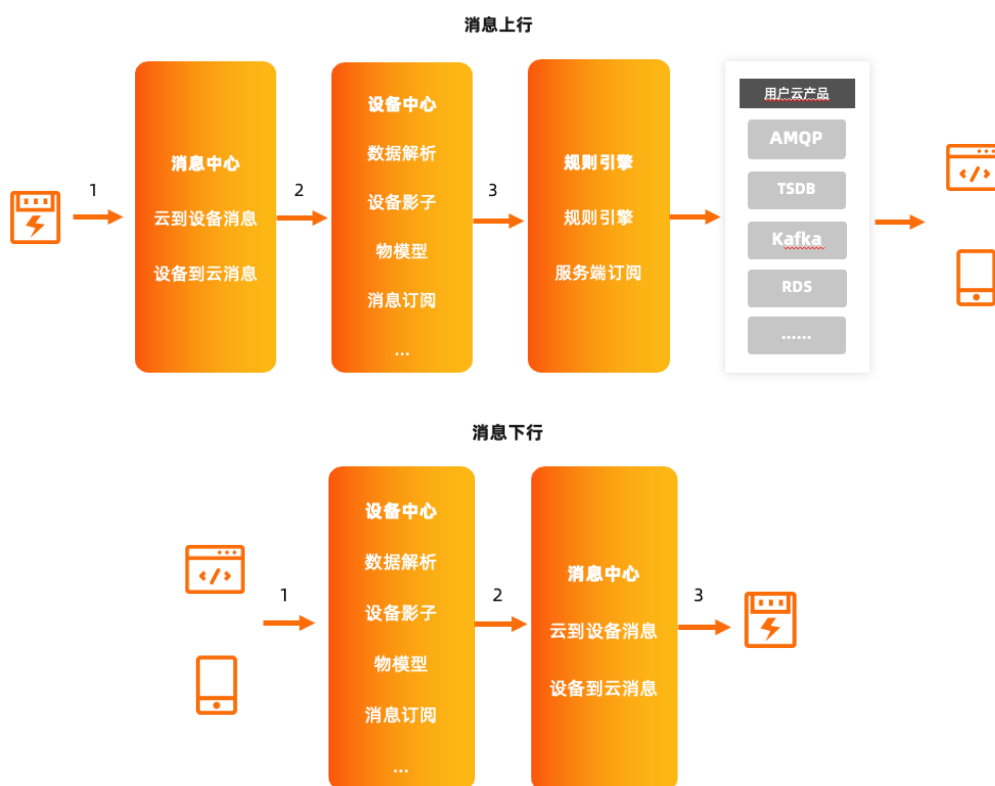 消息上行
消息中心
云到设备消息
设备到云消息
设备中心
数据解析
设备影子
物模型
消息订阅
...
规则引擎
规则引擎
服务端订阅
用户云产品
AMQP
TSDB
Kafka
RDS
......
1
2
3
消息下行
设备中心
数据解析
设备影子
物模型
消息订阅
...
消息中心
云到设备消息
设备到云消息
1
2
3